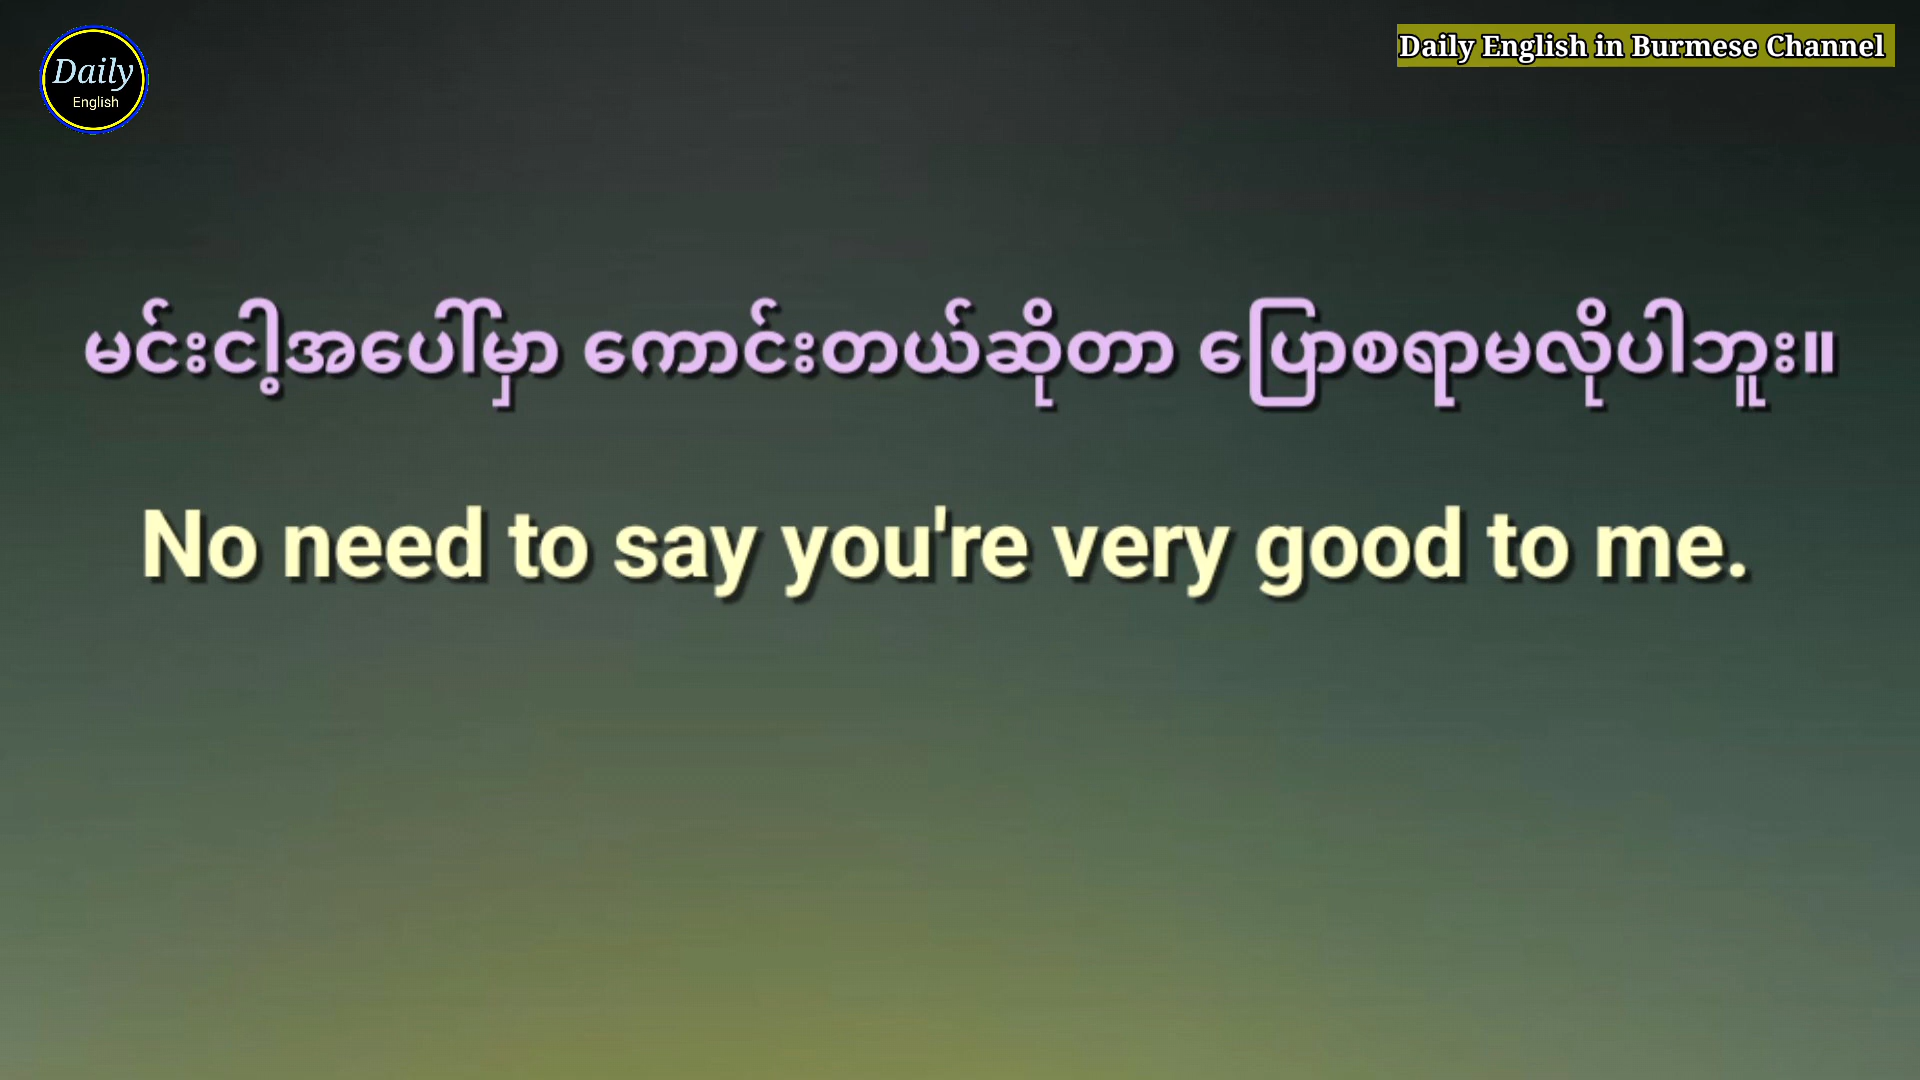 Daily
English
Daily English in Burmese Channel
မင်းငါ့အပေါ်မှာ ကောင်းတယ်ဆိုတာ ပြောစရာမလိုပါဘူး။
No need to say you're very good to me.